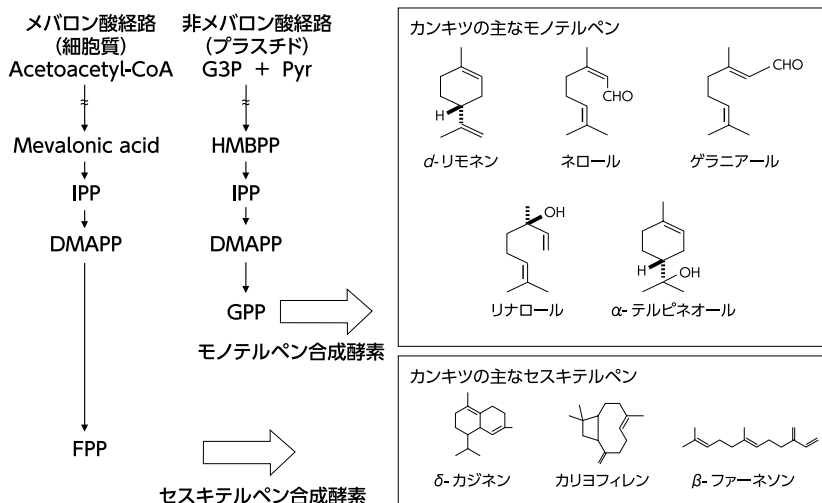 メバロン酸経路
(細胞質)
Acetoacetyl-CoA
Mevalonic acid
IPP
DMAPP
FPP
非メバロン酸経路
(プラスチド)
G3P + Pyr
HMBPP
IPP
DMAPP
GPP
モノテルペン合成酵素
セスキテルペン合成酵素
カンキツの主なモノテルペン
H
d-リモネン
CHO
ネロール
CHO
ゲラニアール
OH
リナロール
H
OH
α-テルピネオール
カンキツの主なセスキテルペン
δ-カジネン
カリヨフィレン
β-ファーネソン